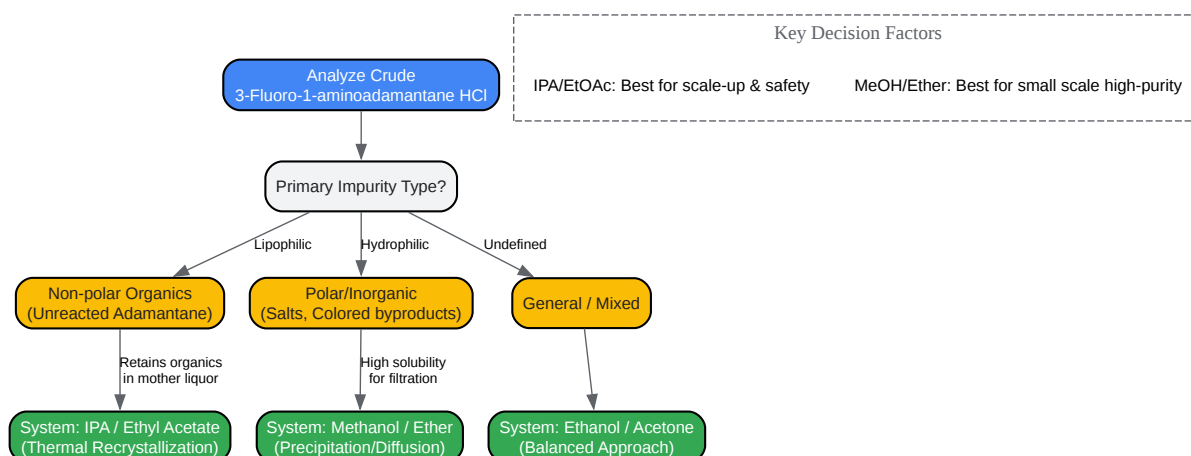 Key Decision Factors
IPA/EtOAc: Best for scale-up & safety
MeOH/Ether: Best for small scale high-purity
Analyze Crude
3-Fluoro-1-aminoadamantane HCl
Primary Impurity Type?
Lipophilic
Hydrophilic
Undefined
Non-polar Organics
(Unreacted Adamantane)
Polar/Inorganic
(Salts, Colored byproducts)
General / Mixed
Retains organics
in mother liquor
High solubility
for filtration
System: IPA / Ethyl Acetate
(Thermal Recrystallization)
System: Methanol / Ether
(Precipitation/Diffusion)
System: Ethanol / Acetone
(Balanced Approach)